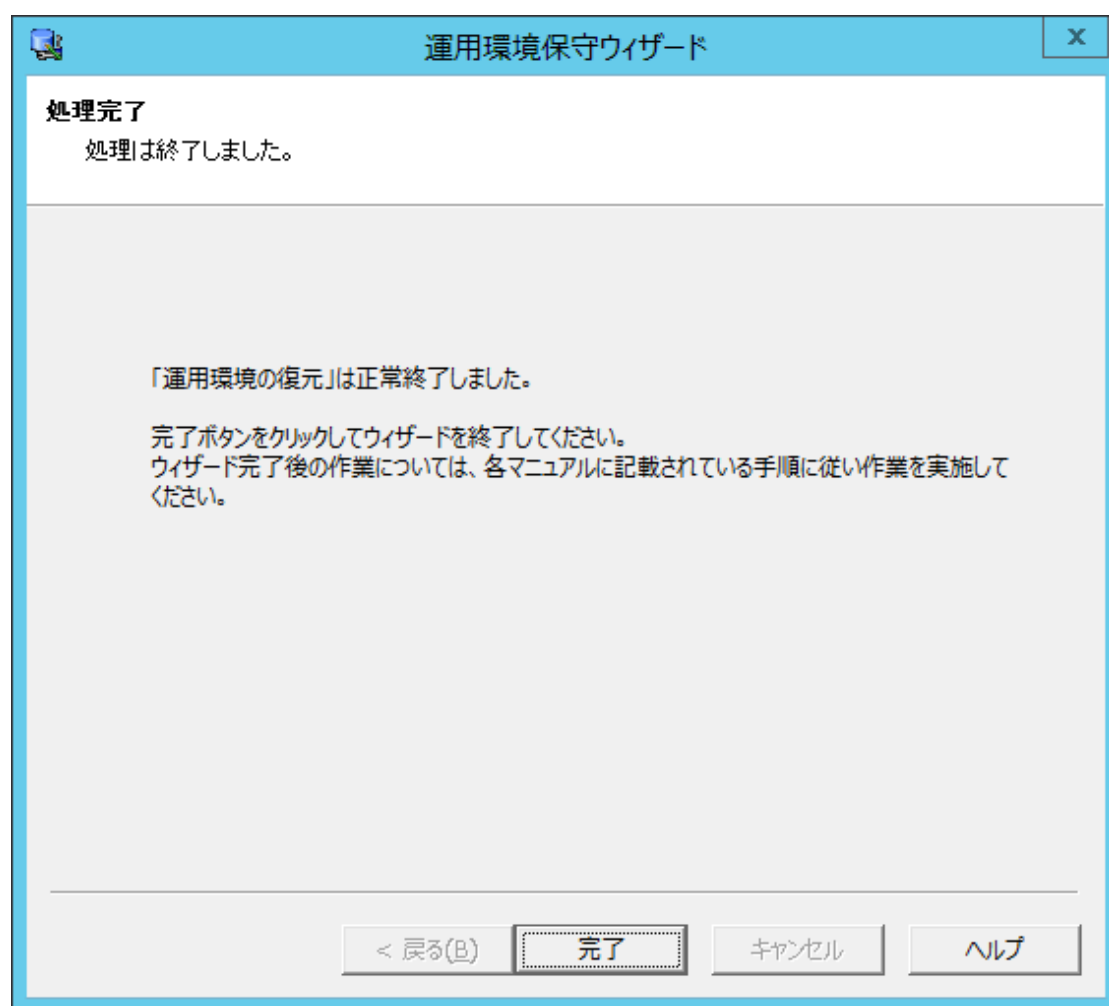 運用環境保守ウィザード
x
処理完了
処理は終了しました。
「運用環境の復元」は正常終了しました。
完了ボタンをクリックしてウィザードを終了してください。
ウィザード完了後の作業については、各マニュアルに記載されている手順に従い作業を実施して
ください。
< 戻る(B)
完了
キャンセル
ヘルプ